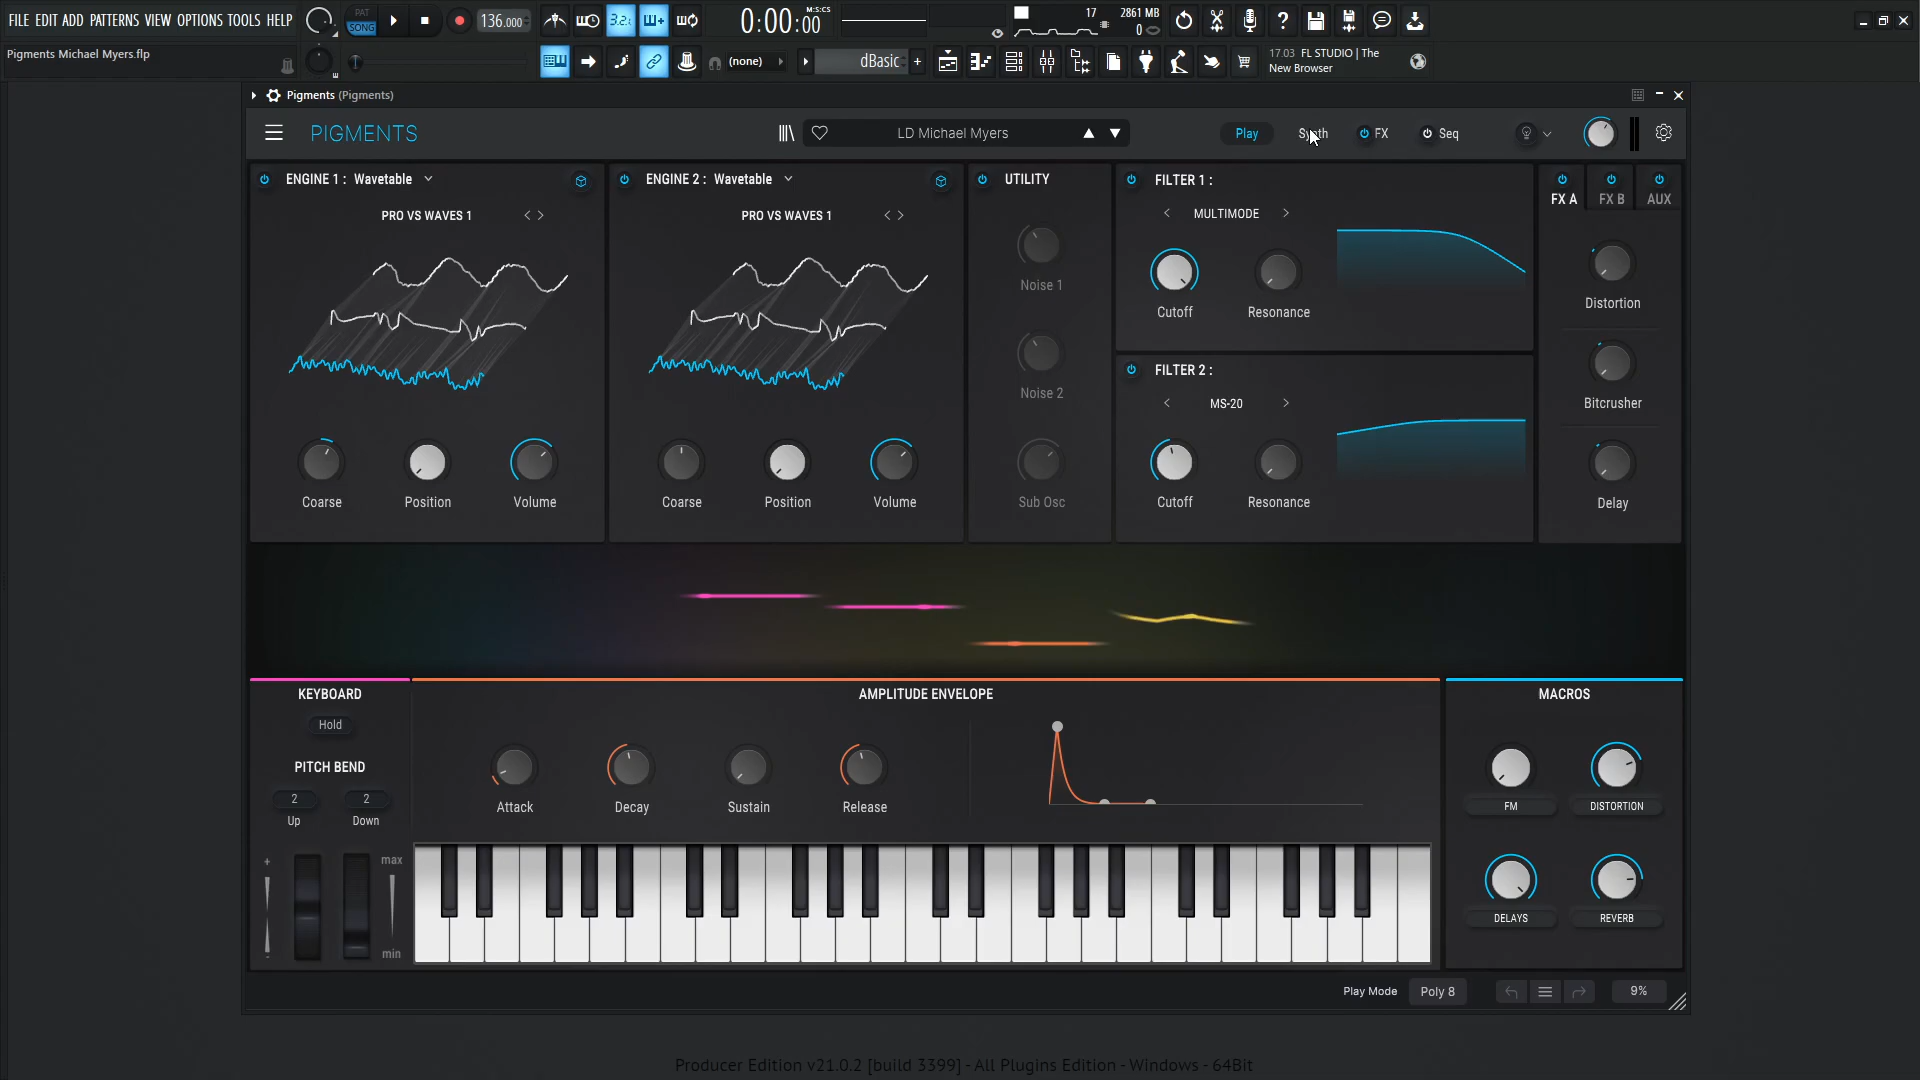 FILE EDIT ADD PATTERNS VIEW OPTIONS TOOLS HELP
PAT
SONG
136.000
3.2.
0:00:00
M:S:CS
17
2861 MB
0
Pigments Michael Myers.flp
(none)
dBasic
17.03 FL STUDIO | The
New Browser
Pigments (Pigments)
PIGMENTS
LD Michael Myers
Play
Synth
FX
Seq
ENGINE 1 : Wavetable
PRO VS WAVES 1
Coarse
Position
Volume
ENGINE 2 : Wavetable
PRO VS WAVES 1
Coarse
Position
Volume
UTILITY
Noise 1
Noise 2
Sub Osc
FILTER 1 :
MULTIMODE
Cutoff
Resonance
FILTER 2 :
MS-20
Cutoff
Resonance
FX A
FX B
AUX
Distortion
Bitcrusher
Delay
KEYBOARD
Hold
PITCH BEND
2
2
Up
Down
+
-
max
min
AMPLITUDE ENVELOPE
Attack
Decay
Sustain
Release
MACROS
FM
DISTORTION
DELAYS
REVERB
Play Mode
Poly 8
9%
Producer Edition v21.0.2 [build 3399] - All Plugins Edition - Windows - 64Bit